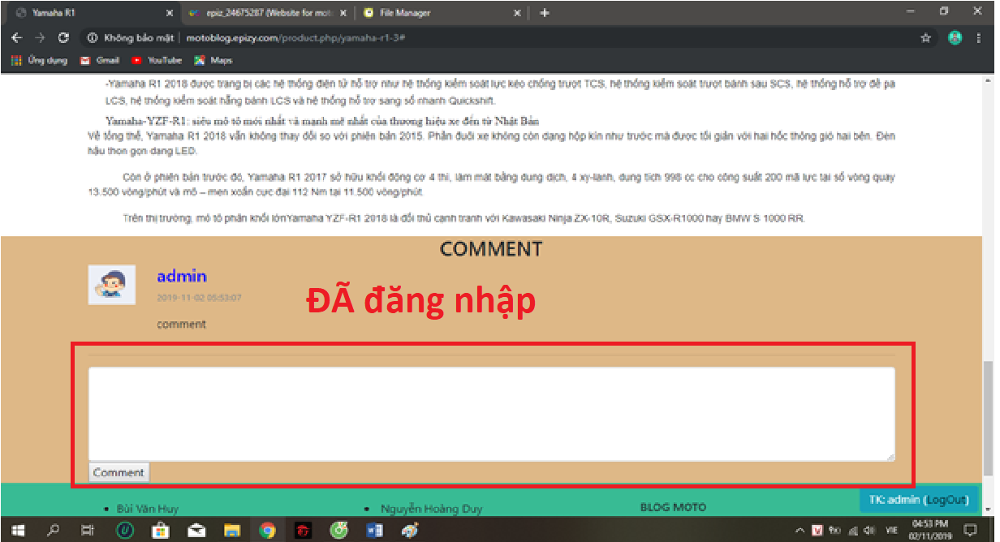 Yamaha R1
epiz_24675287 (Website for mot
File Manager
Không bảo mật | motoblog.epizy.com/product.php/yamaha-r1-3#
Ứng dụng Gmail YouTube Maps
-Yamaha R1 2018 được trang bị các hệ thống điện tử hỗ trợ như hệ thống kiểm soát lực kéo chống trượt TCS, hệ thống kiểm soát trượt bánh sau SCS, hệ thống hỗ trợ đề pa
LCS, hệ thống kiểm soát hẫng bánh LCS và hệ thống hỗ trợ sang số nhanh Quickshift.
Yamaha-YZF-R1: siêu mô tô mới nhất và mạnh mẽ nhất của thương hiệu xe đến từ Nhật Bản
Về tổng thể, Yamaha R1 2018 vẫn không thay đổi so với phiên bản 2015. Phần đuôi xe không còn dạng hộp kín như trước mà được tối giản với hai hốc thông gió hai bên. Đèn
hậu thon gọn dạng LED.
Còn ở phiên bản trước đó, Yamaha R1 2017 sở hữu khối động cơ 4 thì, làm mát bằng dung dịch, 4 xy-lanh, dung tích 998 cc cho công suất 200 mã lực tại số vòng quay
13.500 vòng/phút và mô – men xoắn cực đại 112 Nm tại 11.500 vòng/phút.
Trên thị trường, mô tô phân khối lớnYamaha YZF-R1 2018 là đối thủ cạnh tranh với Kawasaki Ninja ZX-10R, Suzuki GSX-R1000 hay BMW S 1000 RR.
COMMENT
admin
2019-11-02 05:53:07
ĐÃ đăng nhập
comment
Comment
TK: admin (LogOut)
Bùi Văn Huy
Nguyễn Hoàng Duy
BLOG MOTO
VIE
04:53 PM
02/11/2019